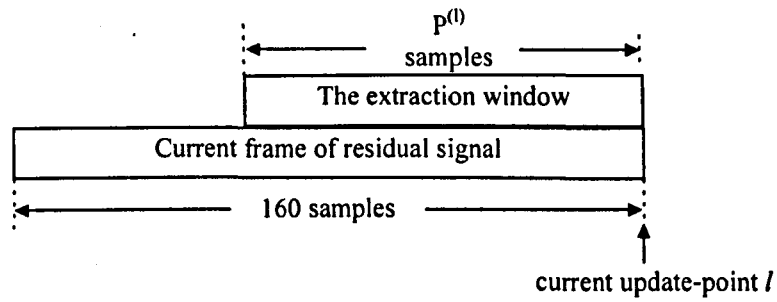 P(l)
samples
The extraction window
Current frame of residual signal
160 samples
current update-point l